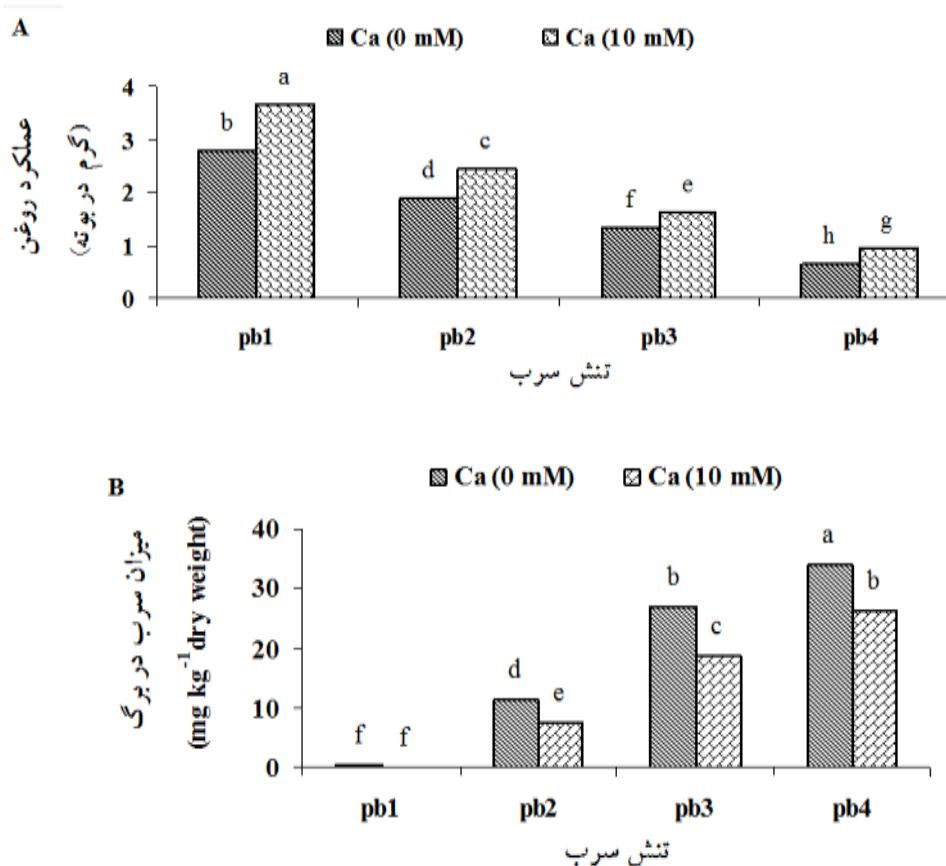 A
Ca (0 mM) Ca (10 mM)
عملکرد روغن
(گرم در بوته)
4
3
2
1
0
b a d c f e h g
pb1 pb2 pb3 pb4
تنش سرب
B
Ca (0 mM) Ca (10 mM)
میزان سرب در برگ
(mg kg⁻¹ dry weight)
40
30
20
10
0
f f d e b c a b
pb1 pb2 pb3 pb4
تنش سرب